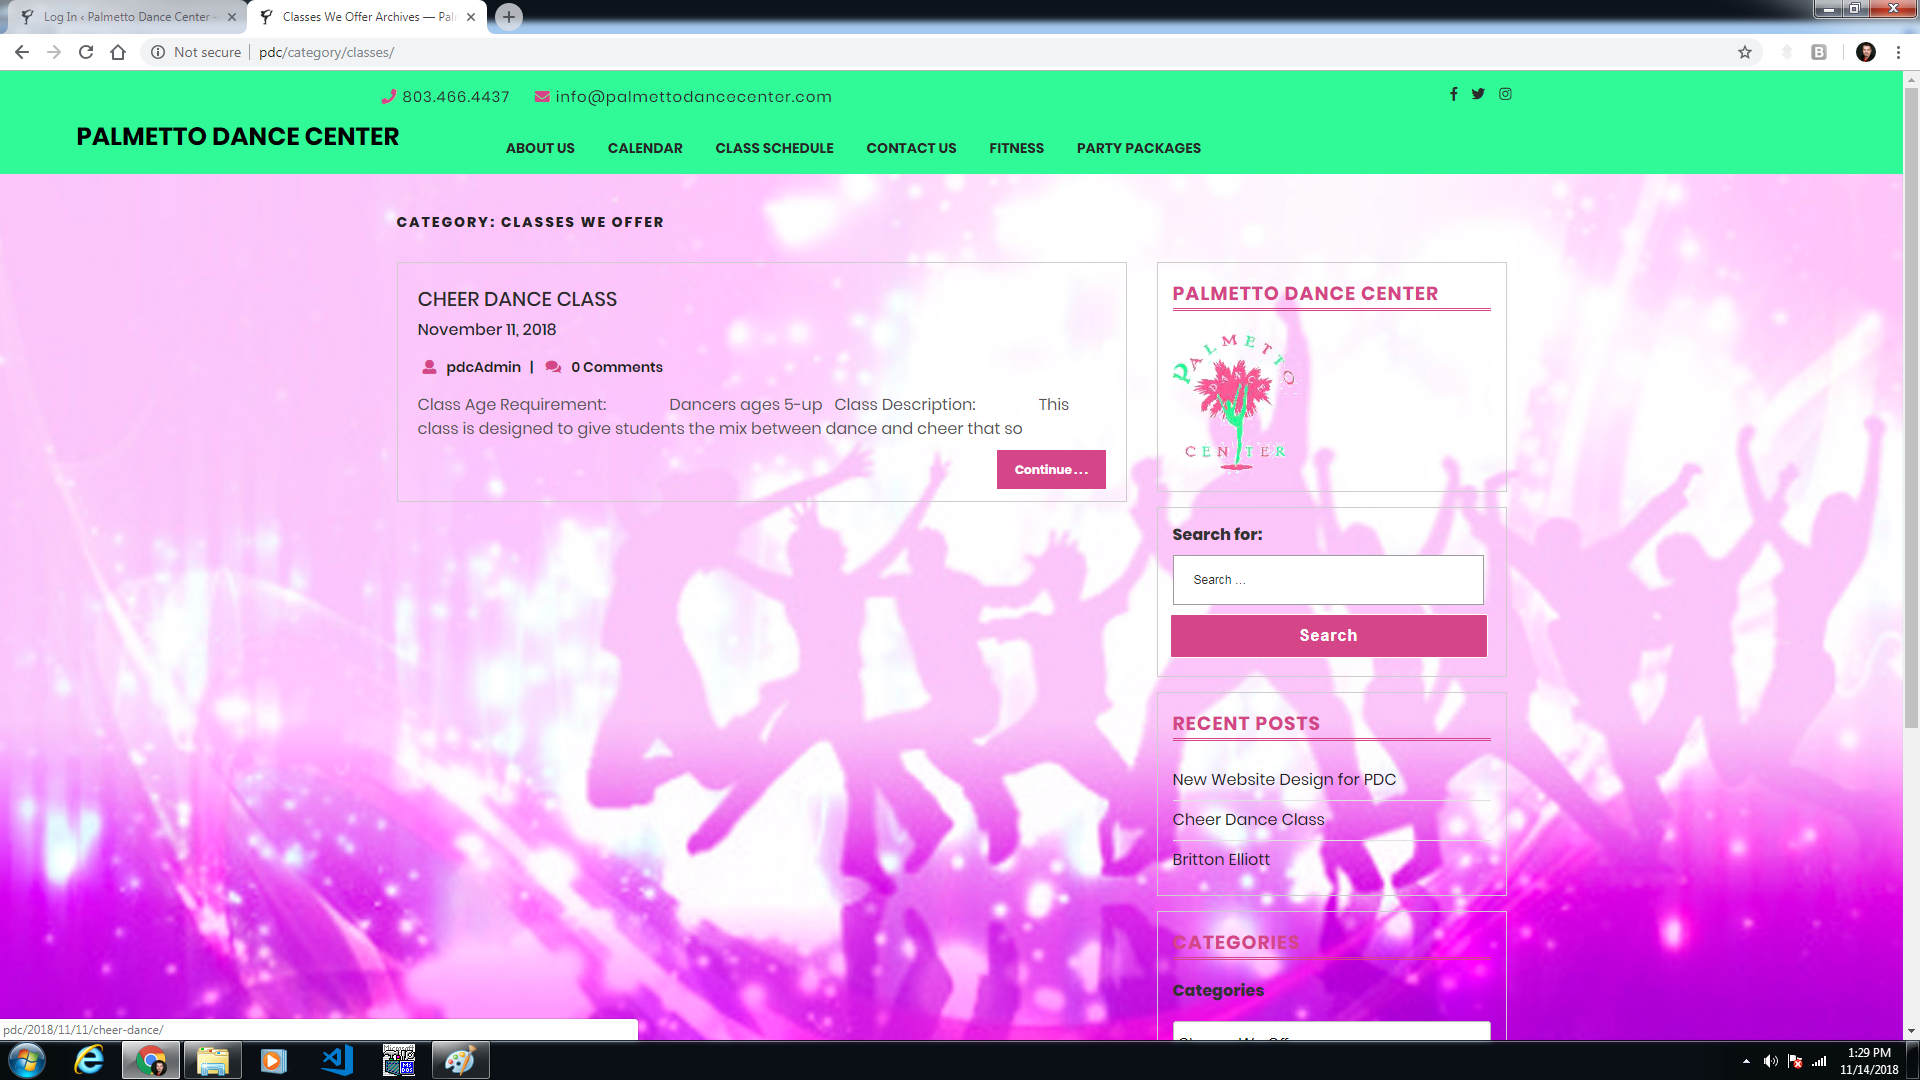 Log In ‹ Palmetto Dance Center –
Classes We Offer Archives — Pal
Not secure
pdc/category/classes/
803.466.4437
info@palmettodancecenter.com
PALMETTO DANCE CENTER
ABOUT US
CALENDAR
CLASS SCHEDULE
CONTACT US
FITNESS
PARTY PACKAGES
CATEGORY: CLASSES WE OFFER
CHEER DANCE CLASS
November 11, 2018
pdcAdmin | 0 Comments
Class Age Requirement: Dancers ages 5-up Class Description: This
class is designed to give students the mix between dance and cheer that so
Continue . . .
PALMETTO DANCE CENTER
PALMETTO
DANCE
CENTER
Search for:
Search …
Search
RECENT POSTS
New Website Design for PDC
Cheer Dance Class
Britton Elliott
CATEGORIES
Categories
pdc/2018/11/11/cheer-dance/
1:29 PM
11/14/2018